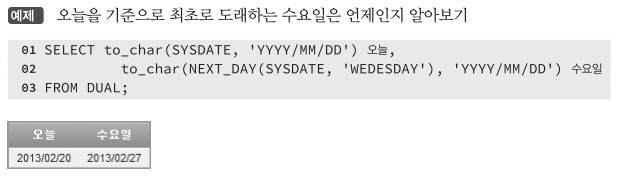 예제 오늘을 기준으로 최초로 도래하는 수요일은 언제인지 알아보기
01 SELECT to_char(SYSDATE, 'YYYY/MM/DD') 오늘,
02 to_char(NEXT_DAY(SYSDATE, 'WEDESDAY'), 'YYYY/MM/DD') 수요일
03 FROM DUAL;
오늘 수요일
2013/02/20 2013/02/27